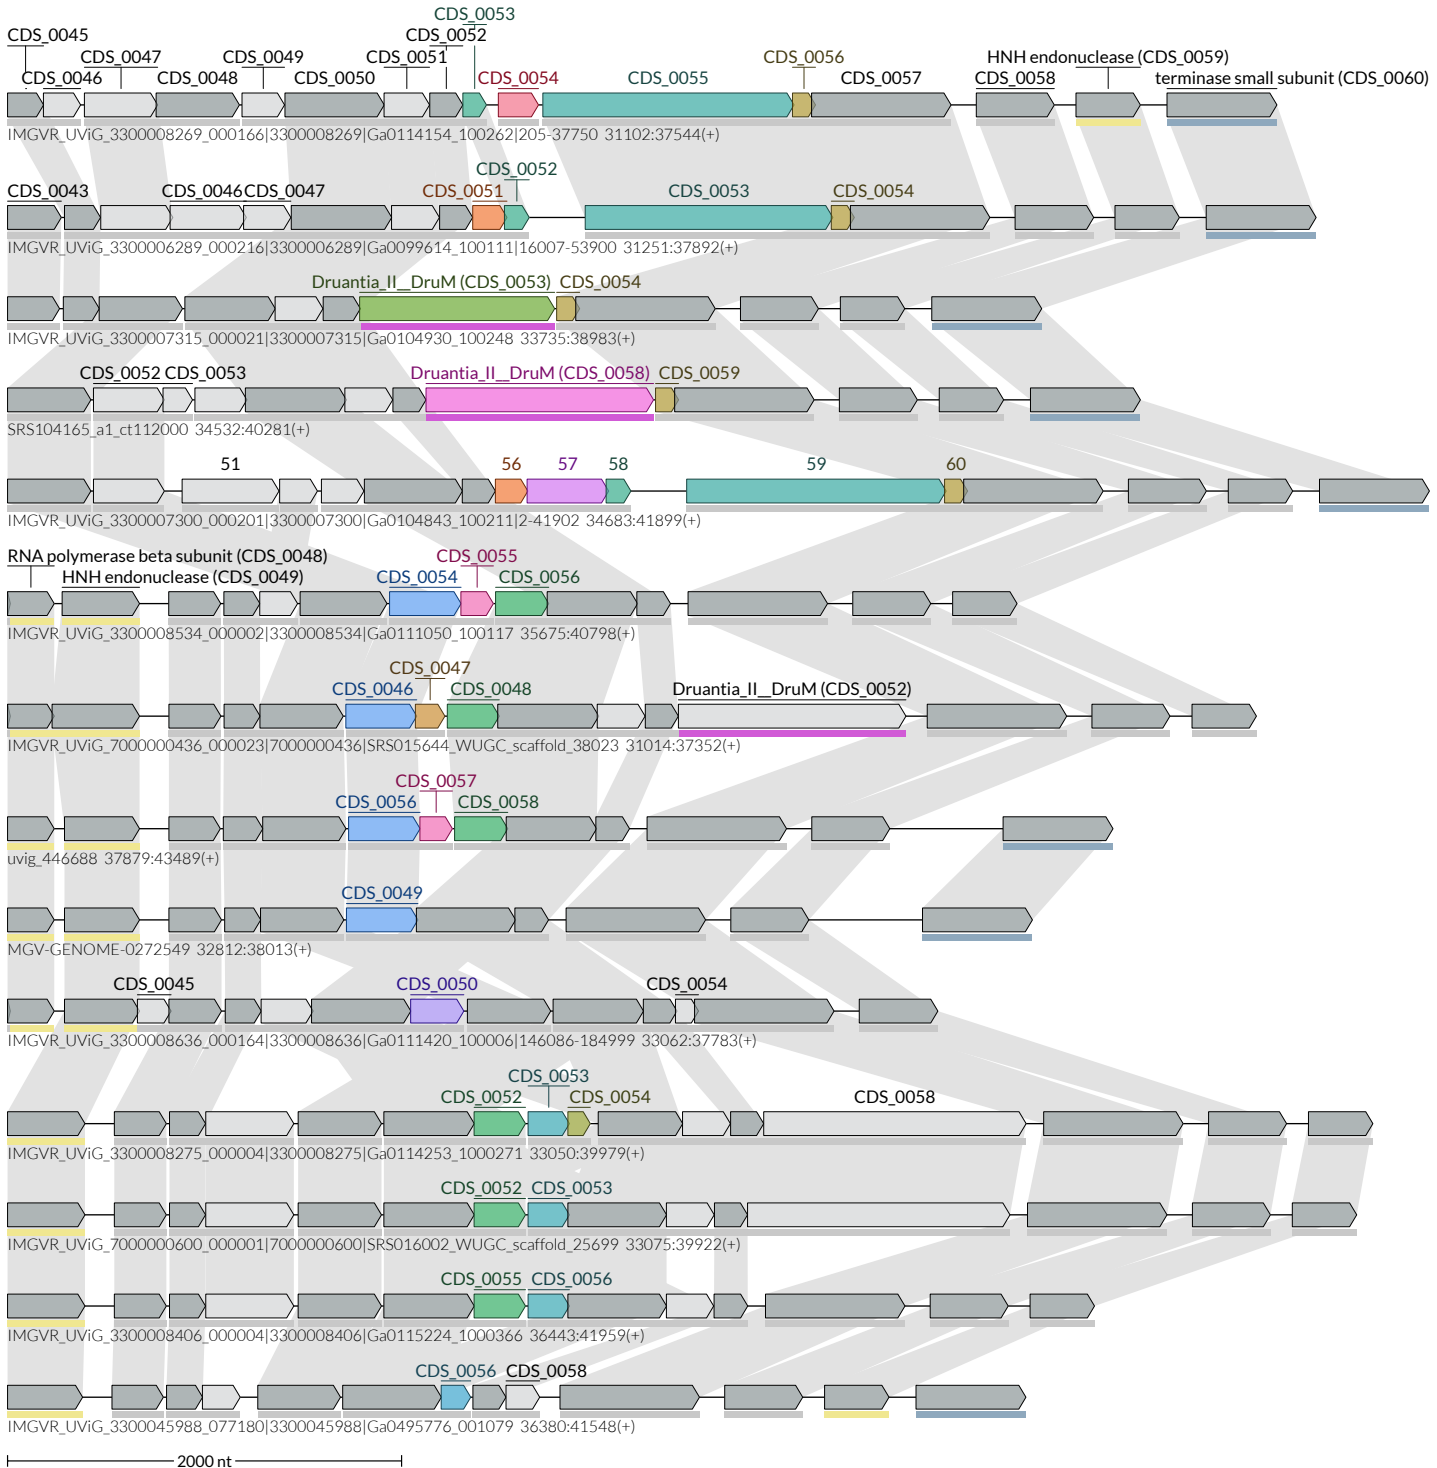 CDS_0053
CDS_0045
CDS_0052
CDS_0047 CDS_0049 CDS_0051 CDS_0056 HNH endonuclease (CDS_0059)
CDS_0046 CDS_0048 CDS_0050 CDS_0054 CDS_0055 CDS_0057 CDS_0058 terminase small subunit (CDS_0060)
IMGVR_UViG_3300008269_000166|3300008269|Ga0114154_100262|205-37750 31102:37544(+)
CDS_0052
CDS_0043 CDS_0046 CDS_0047 CDS_0051 CDS_0053 CDS_0054
IMGVR_UViG_3300006289_000216|3300006289|Ga0099614_100111|16007-53900 31251:37892(+)
Druantia_II__DruM (CDS_0053) CDS_0054
IMGVR_UViG_3300007315_000021|3300007315|Ga0104930_100248 33735:38983(+)
CDS_0052 CDS_0053 Druantia_II__DruM (CDS_0058) CDS_0059
SRS104165_a1_ct112000 34532:40281(+)
51 56 57 58 59 60
IMGVR_UViG_3300007300_000201|3300007300|Ga0104843_100211|2-41902 34683:41899(+)
RNA polymerase beta subunit (CDS_0048) CDS_0055
HNH endonuclease (CDS_0049) CDS_0054 CDS_0056
IMGVR_UViG_3300008534_000002|3300008534|Ga0111050_100117 35675:40798(+)
CDS_0047
CDS_0046 CDS_0048 Druantia_II__DruM (CDS_0052)
IMGVR_UViG_7000000436_000023|7000000436|SRS015644_WUGC_scaffold_38023 31014:37352(+)
CDS_0057
CDS_0056 CDS_0058
uvig_446688 37879:43489(+)
CDS_0049
MGV-GENOME-0272549 32812:38013(+)
CDS_0045 CDS_0050 CDS_0054
IMGVR_UViG_3300008636_000164|3300008636|Ga0111420_100006|146086-184999 33062:37783(+)
CDS_0053
CDS_0052 CDS_0054 CDS_0058
IMGVR_UViG_3300008275_000004|3300008275|Ga0114253_1000271 33050:39979(+)
CDS_0052 CDS_0053
IMGVR_UViG_7000000600_000001|7000000600|SRS016002_WUGC_scaffold_25699 33075:39922(+)
CDS_0055 CDS_0056
IMGVR_UViG_3300008406_000004|3300008406|Ga0115224_1000366 36443:41959(+)
CDS_0056 CDS_0058
IMGVR_UViG_3300045988_077180|3300045988|Ga0495776_001079 36380:41548(+)
2000 nt